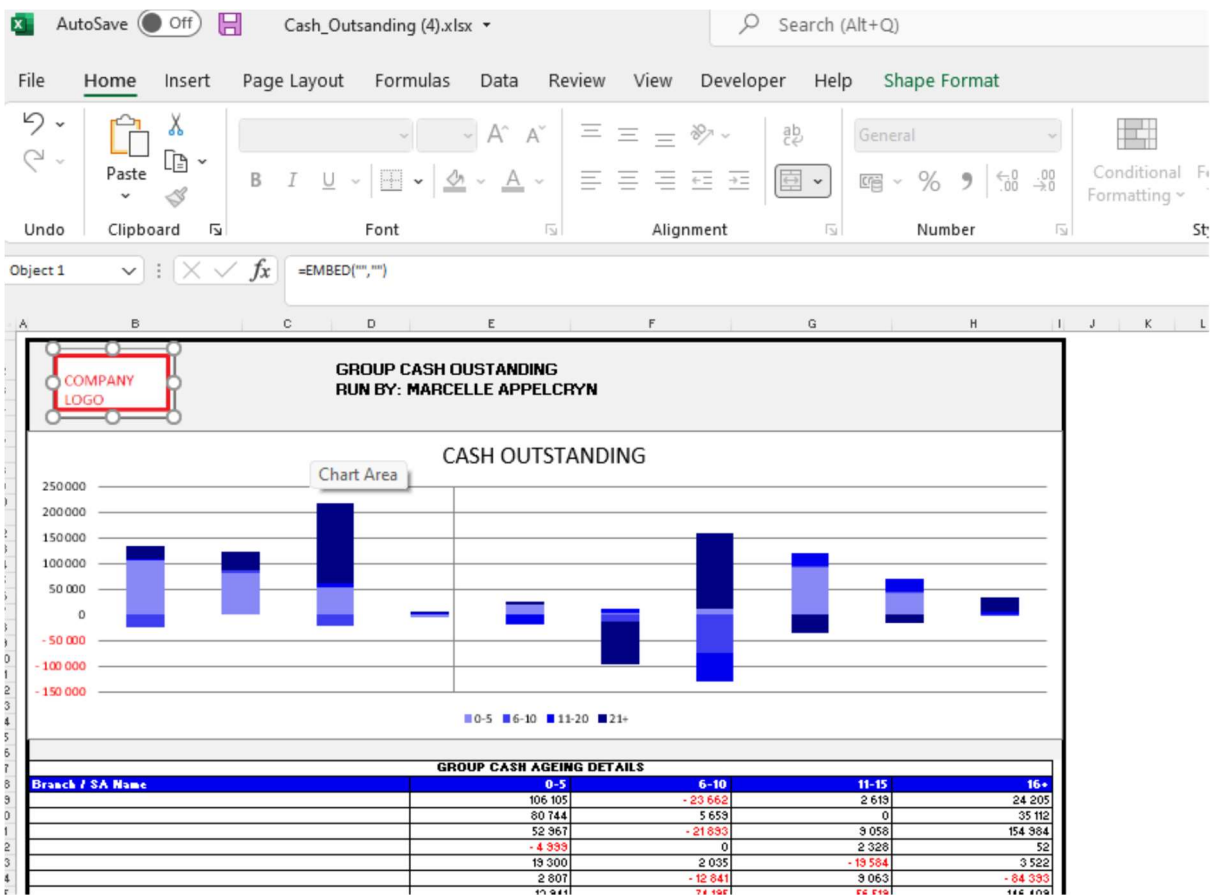 AutoSave Off Cash_Outsanding (4).xlsx Search (Alt+Q)
File Home Insert Page Layout Formulas Data Review View Developer Help Shape Format
Paste
General
Conditional
Formatting
Undo Clipboard Font Alignment Number
Object 1 fx =EMBED("","")
A B C D E F G H I J K L
COMPANY
LOGO
GROUP CASH OUSTANDING
RUN BY: MARCELLE APPELCRYN
CASH OUTSTANDING
Chart Area
250 000
200 000
150 000
100 000
50 000
0
- 50 000
- 100 000
- 150 000
0-5 6-10 11-20 21+
GROUP CASH AGEING DETAILS
Branch / SA Name 0-5 6-10 11-15 16+
106 105 - 23 662 2 619 24 205
80 744 5 659 0 35 112
52 967 - 21 893 9 058 154 984
- 4 999 0 2 328 52
19 300 2 035 - 19 584 3 522
2 807 - 12 841 9 063 - 84 393